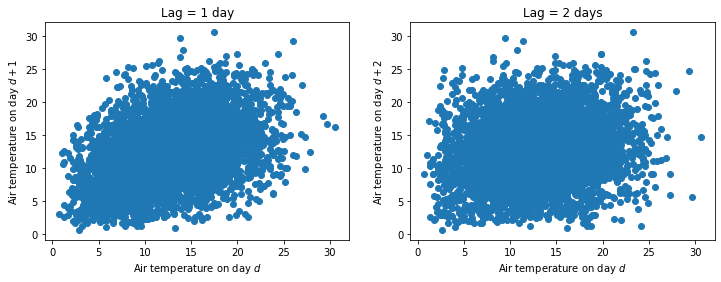 Lag = 1 day
Air temperature on day d + 1
30
25
20
15
10
5
0
0 5 10 15 20 25 30
Air temperature on day d
Lag = 2 days
Air temperature on day d + 2
30
25
20
15
10
5
0
0 5 10 15 20 25 30
Air temperature on day d